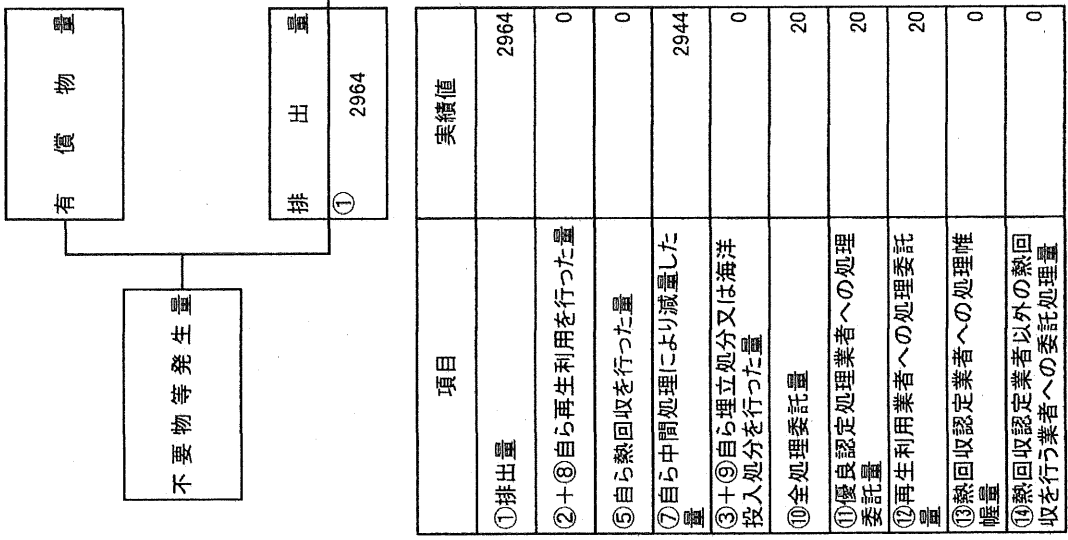 有償物量
不要物等発生量
排出量
① 2964
項目 実績値
①排出量 2964
②+⑧自ら再生利用を行った量 0
⑤自ら熱回収を行った量 0
⑦自ら中間処理により減量した
量 2944
③+⑨自ら埋立処分又は海洋
投入処分を行った量 0
⑩全処理委託量 20
⑪優良認定処理業者への処理
委託量 20
⑫再生利用業者への処理委託
量 20
⑬熱回収認定業者への処理帷
幄量 0
⑭熱回収認定業者以外の熱回
収を行う業者への委託処理量 0